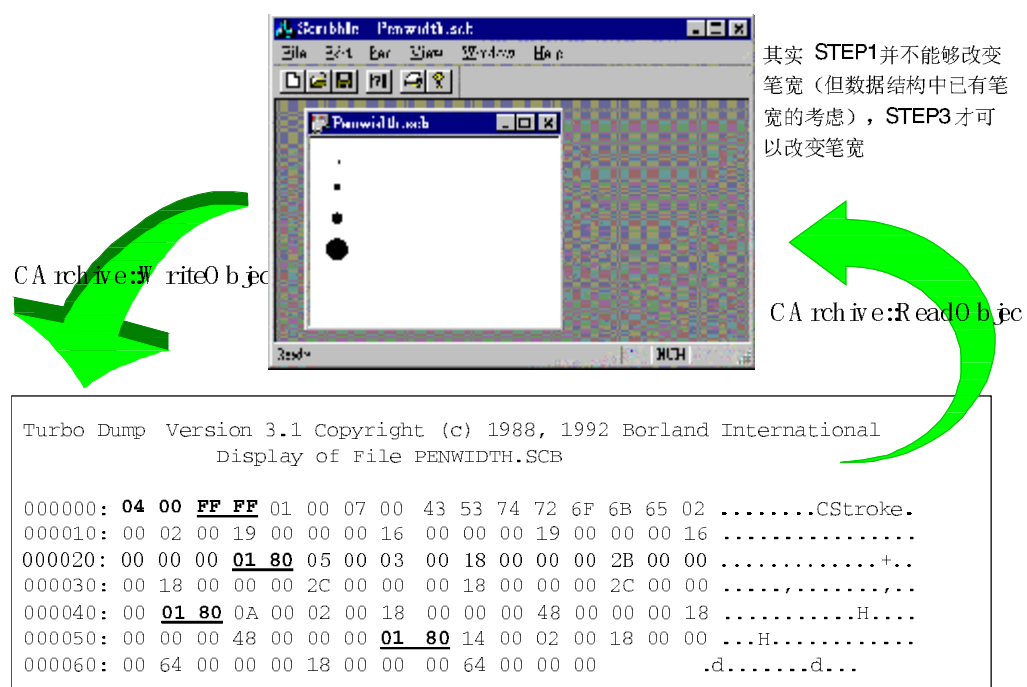 Scribble Penwidth.scb
File Edit Pen View Window Help
Penwidth.scb
Ready
NUM
其实 STEP1并不能够改变
笔宽（但数据结构中已有笔
宽的考虑），STEP3才可
以改变笔宽
CArchive::WriteObjec
CArchive::ReadObjec
Turbo Dump Version 3.1 Copyright (c) 1988, 1992 Borland International
Display of File PENWIDTH.SCB
000000: 04 00 FF FF 01 00 07 00 43 53 74 72 6F 6B 65 02 ........CStroke.
000010: 00 02 00 19 00 00 00 16 00 00 00 19 00 00 00 16 ................
000020: 00 00 00 01 80 05 00 03 00 18 00 00 00 2B 00 00 .............+..
000030: 00 18 00 00 00 2C 00 00 00 18 00 00 00 2C 00 00 .....,.......,..
000040: 00 01 80 0A 00 02 00 18 00 00 00 48 00 00 00 18 ...........H....
000050: 00 00 00 48 00 00 00 01 80 14 00 02 00 18 00 00 ...H............
000060: 00 64 00 00 00 18 00 00 00 64 00 00 00 .d.......d...